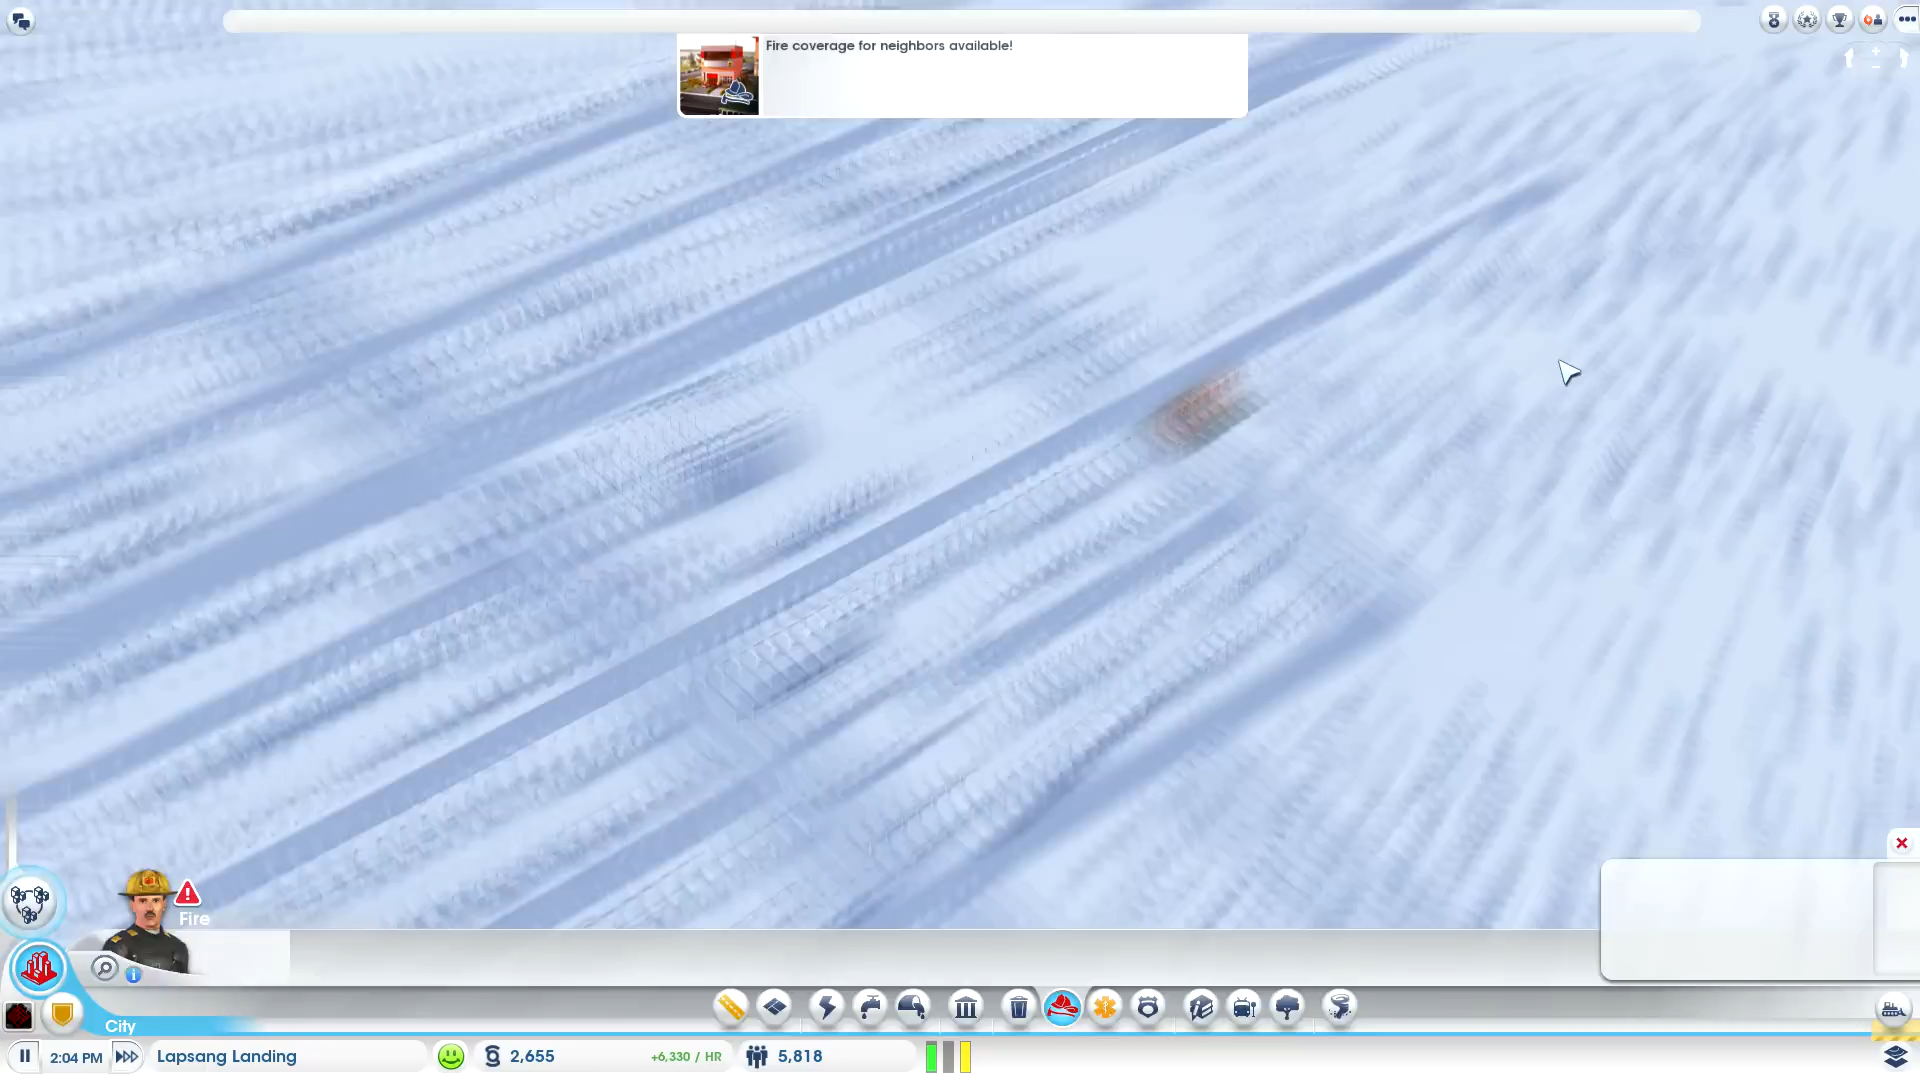 Fire coverage for neighbors available!
Fire
City
2:04 PM
Lapsang Landing
2,655
+6,330 / HR
5,818